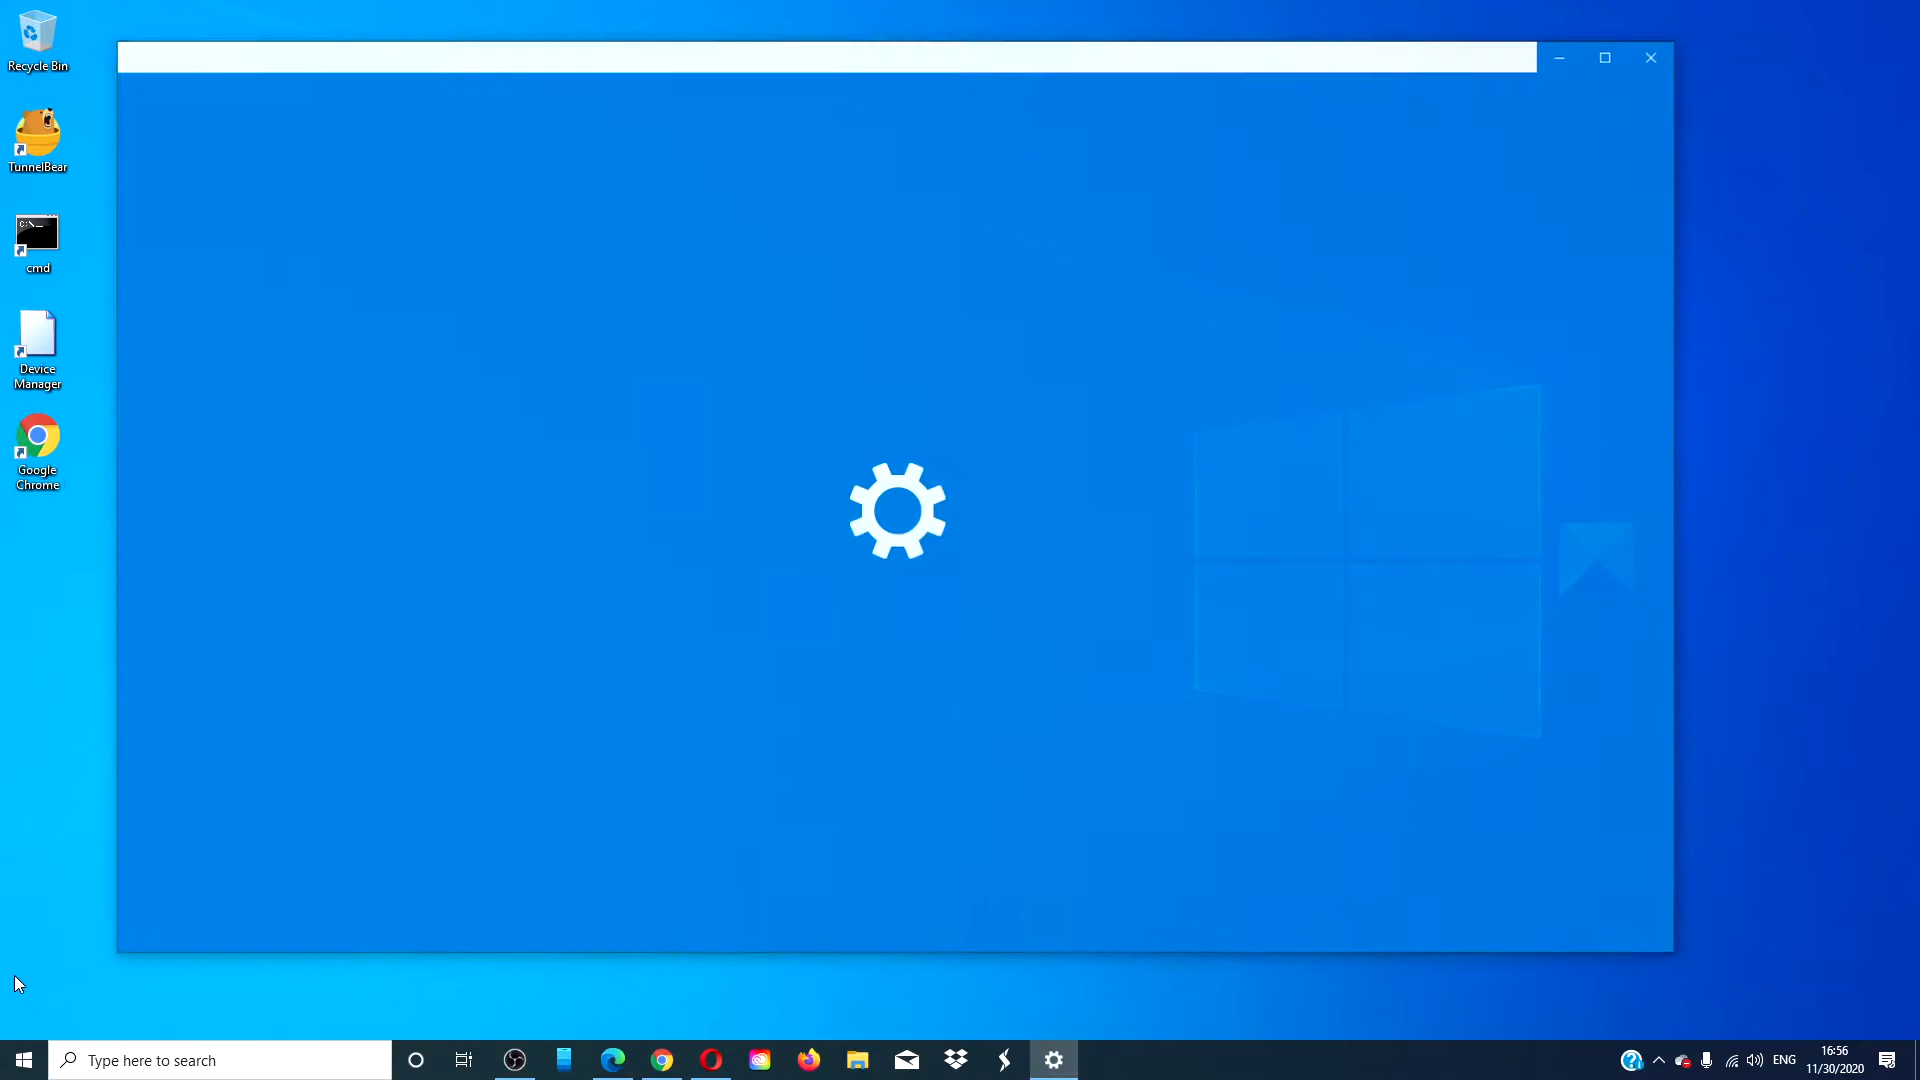 Recycle Bin
TunnelBear
C:\._
cmd
Device
Manager
Google
Chrome
Type here to search
ENG
16:56
11/30/2020